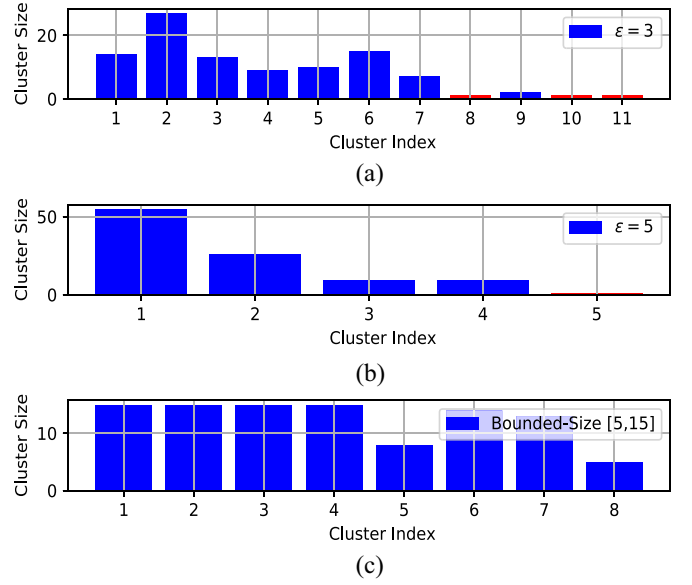 20
0
Cluster Size
ε = 3
1 2 3 4 5 6 7 8 9 10 11
Cluster Index
(a)
50
0
Cluster Size
ε = 5
1 2 3 4 5
Cluster Index
(b)
10
0
Cluster Size
Bounded-Size [5,15]
1 2 3 4 5 6 7 8
Cluster Index
(c)